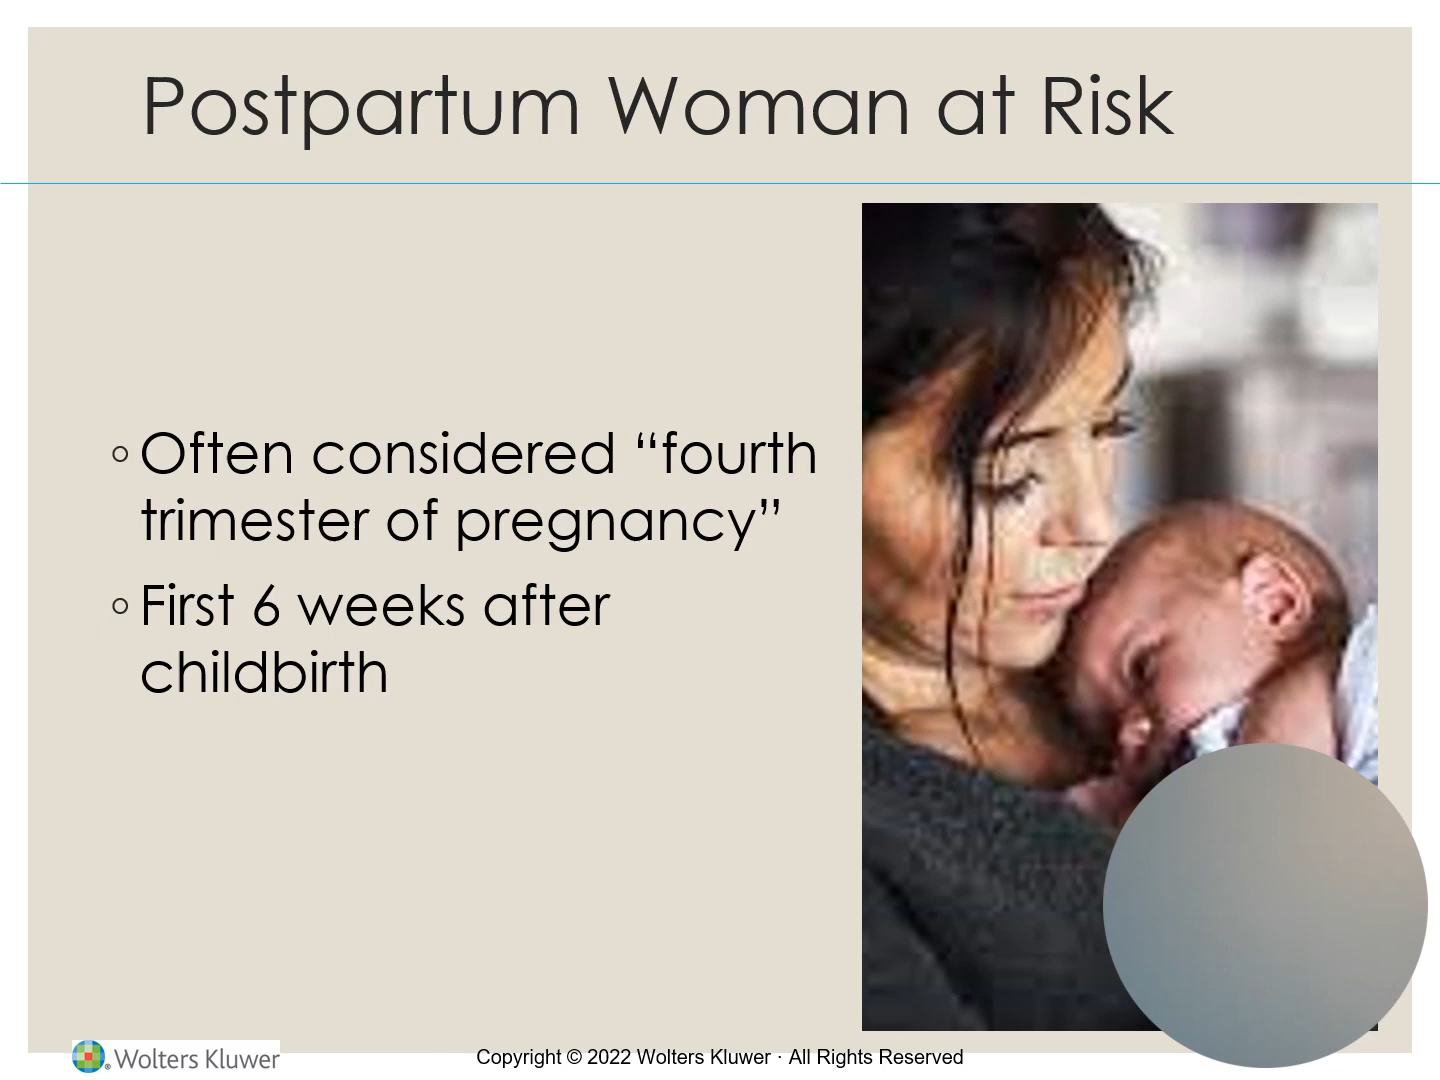 Postpartum Woman at Risk
◦ Often considered “fourth
trimester of pregnancy”
◦ First 6 weeks after
childbirth
Wolters Kluwer
Copyright © 2022 Wolters Kluwer · All Rights Reserved